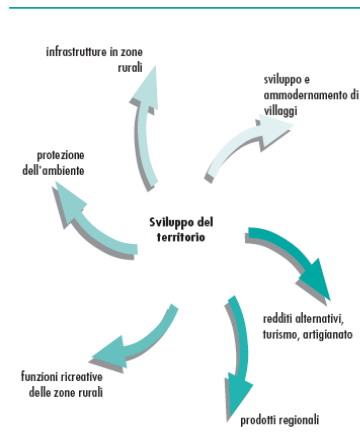 infrastrutture in zone
rurali
sviluppo e
ammodernamento di
villaggi
protezione
dell'ambiente
Sviluppo del
territorio
redditi alternativi,
turismo, artigianato
funzioni ricreative
delle zone rurali
prodotti regionali